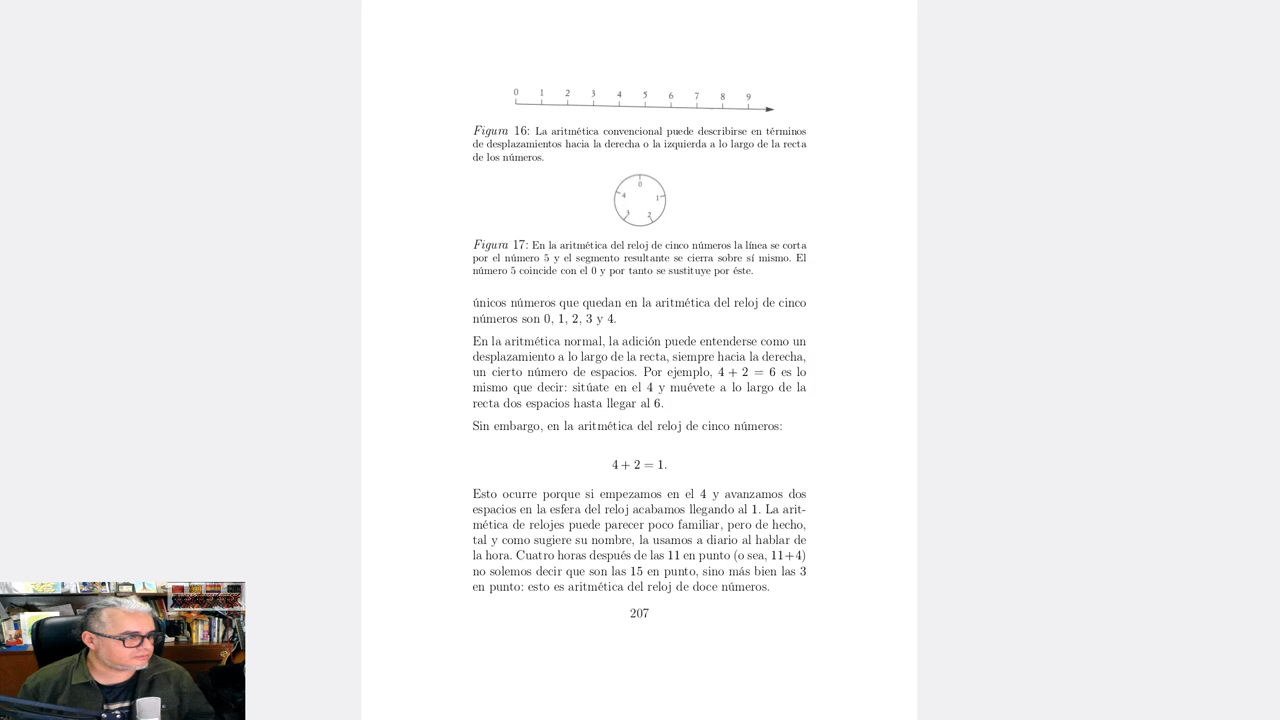 0 1 2 3 4 5 6 7 8 9
Figura 16: La aritmética convencional puede describirse en términos
de desplazamientos hacia la derecha o la izquierda a lo largo de la recta
de los números.
0
4 1
3 2
Figura 17: En la aritmética del reloj de cinco números la línea se corta
por el número 5 y el segmento resultante se cierra sobre sí mismo. El
número 5 coincide con el 0 y por tanto se sustituye por éste.
únicos números que quedan en la aritmética del reloj de cinco
números son 0, 1, 2, 3 y 4.
En la aritmética normal, la adición puede entenderse como un
desplazamiento a lo largo de la recta, siempre hacia la derecha,
un cierto número de espacios. Por ejemplo, 4 + 2 = 6 es lo
mismo que decir: sitúate en el 4 y muévete a lo largo de la
recta dos espacios hasta llegar al 6.
Sin embargo, en la aritmética del reloj de cinco números:
4 + 2 = 1.
Esto ocurre porque si empezamos en el 4 y avanzamos dos
espacios en la esfera del reloj acabamos llegando al 1. La arit-
mética de relojes puede parecer poco familiar, pero de hecho,
tal y como sugiere su nombre, la usamos a diario al hablar de
la hora. Cuatro horas después de las 11 en punto (o sea, 11+4)
no solemos decir que son las 15 en punto, sino más bien las 3
en punto: esto es aritmética del reloj de doce números.
207